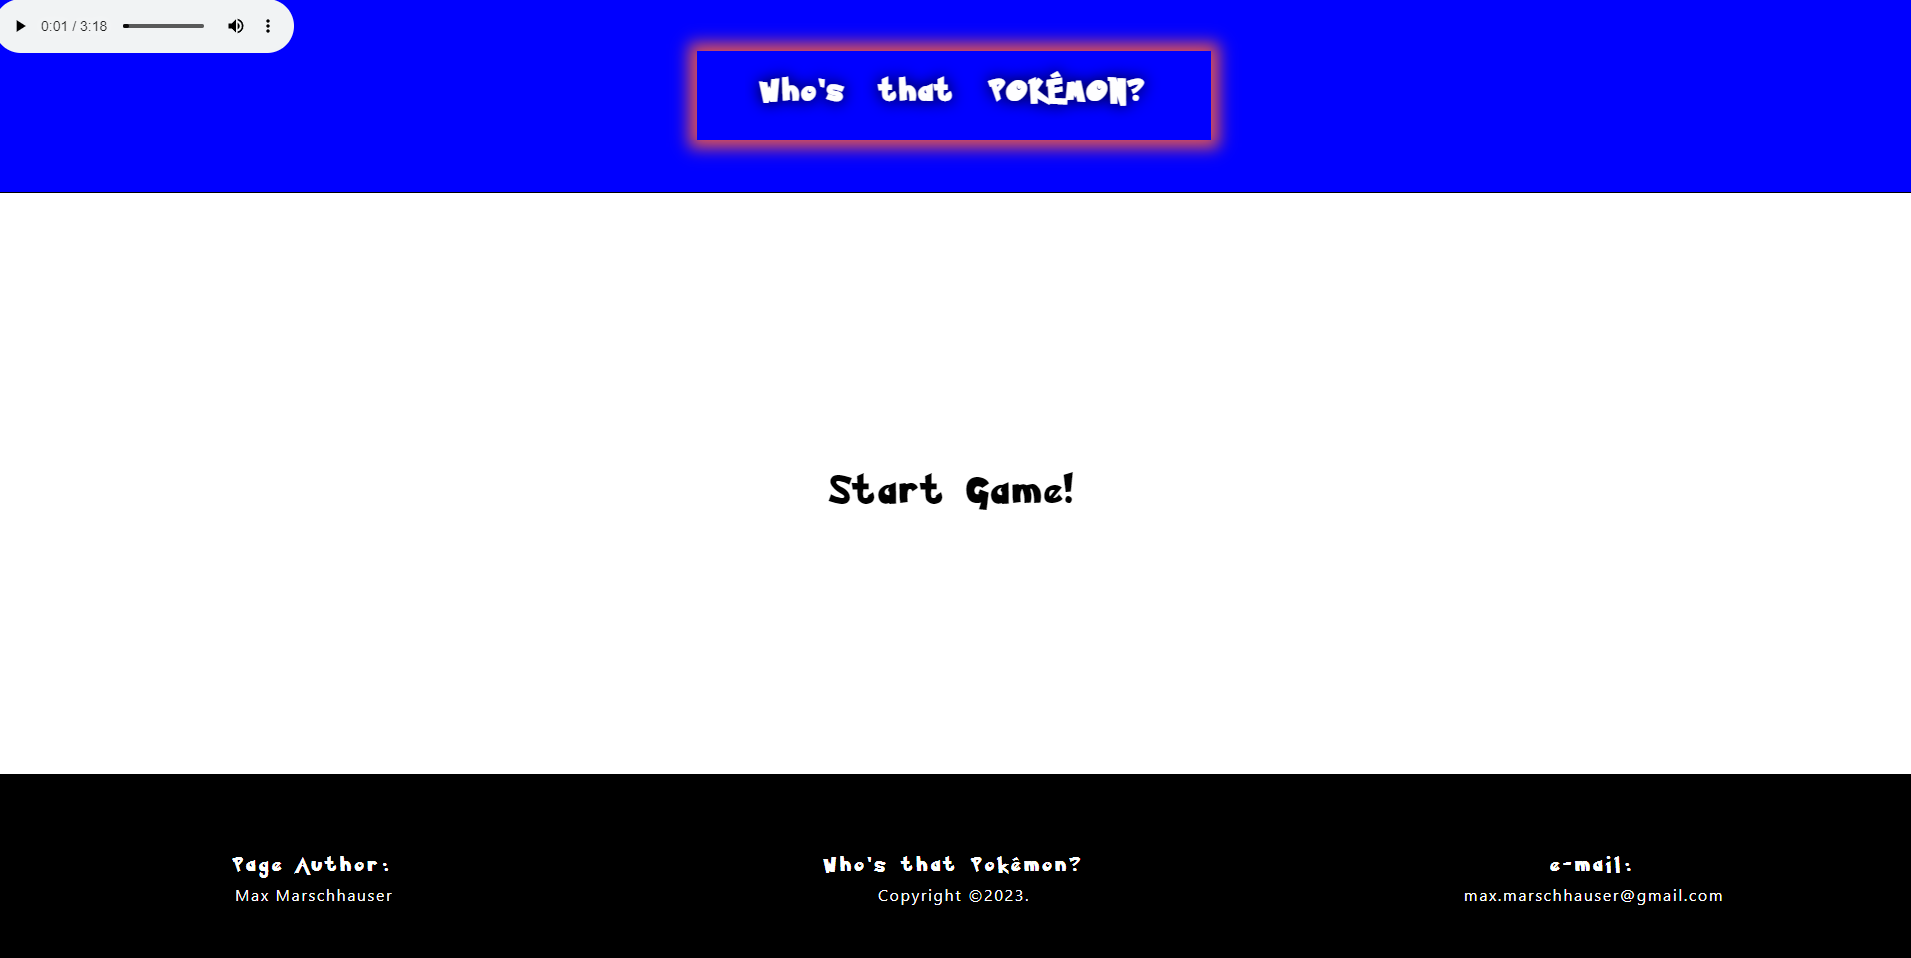 0:01 / 3:18
Who's that POKÉMON?
Start Game!
Page Author:
Max Marschhauser
Who's that Pokêmon?
Copyright ©2023.
e-mail:
max.marschhauser@gmail.com